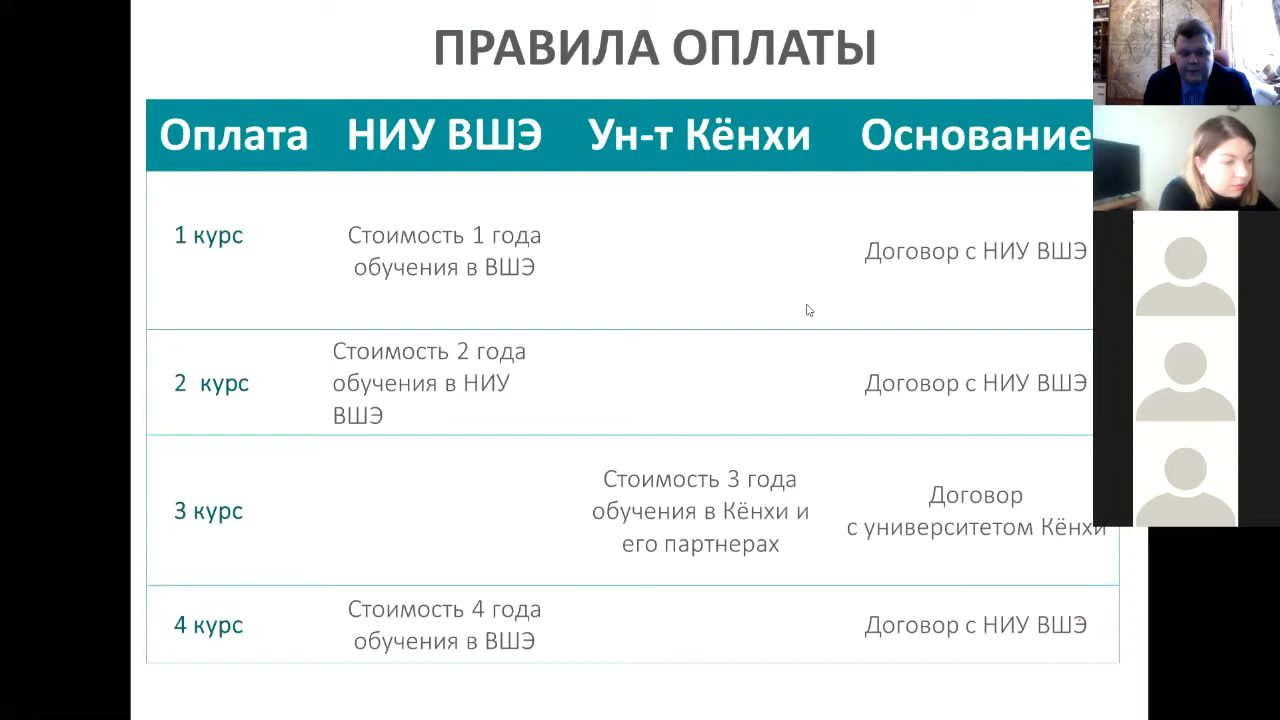 ПРАВИЛА ОПЛАТЫ
Оплата НИУ ВШЭ Ун-т Кёнхи Основание
1 курс
Стоимость 1 года
обучения в ВШЭ
Договор с НИУ ВШЭ
2 курс
Стоимость 2 года
обучения в НИУ
ВШЭ
Договор с НИУ ВШЭ
3 курс
Стоимость 3 года
обучения в Кёнхи и
его партнерах
Договор
с университетом Кёнхи
4 курс
Стоимость 4 года
обучения в ВШЭ
Договор с НИУ ВШЭ